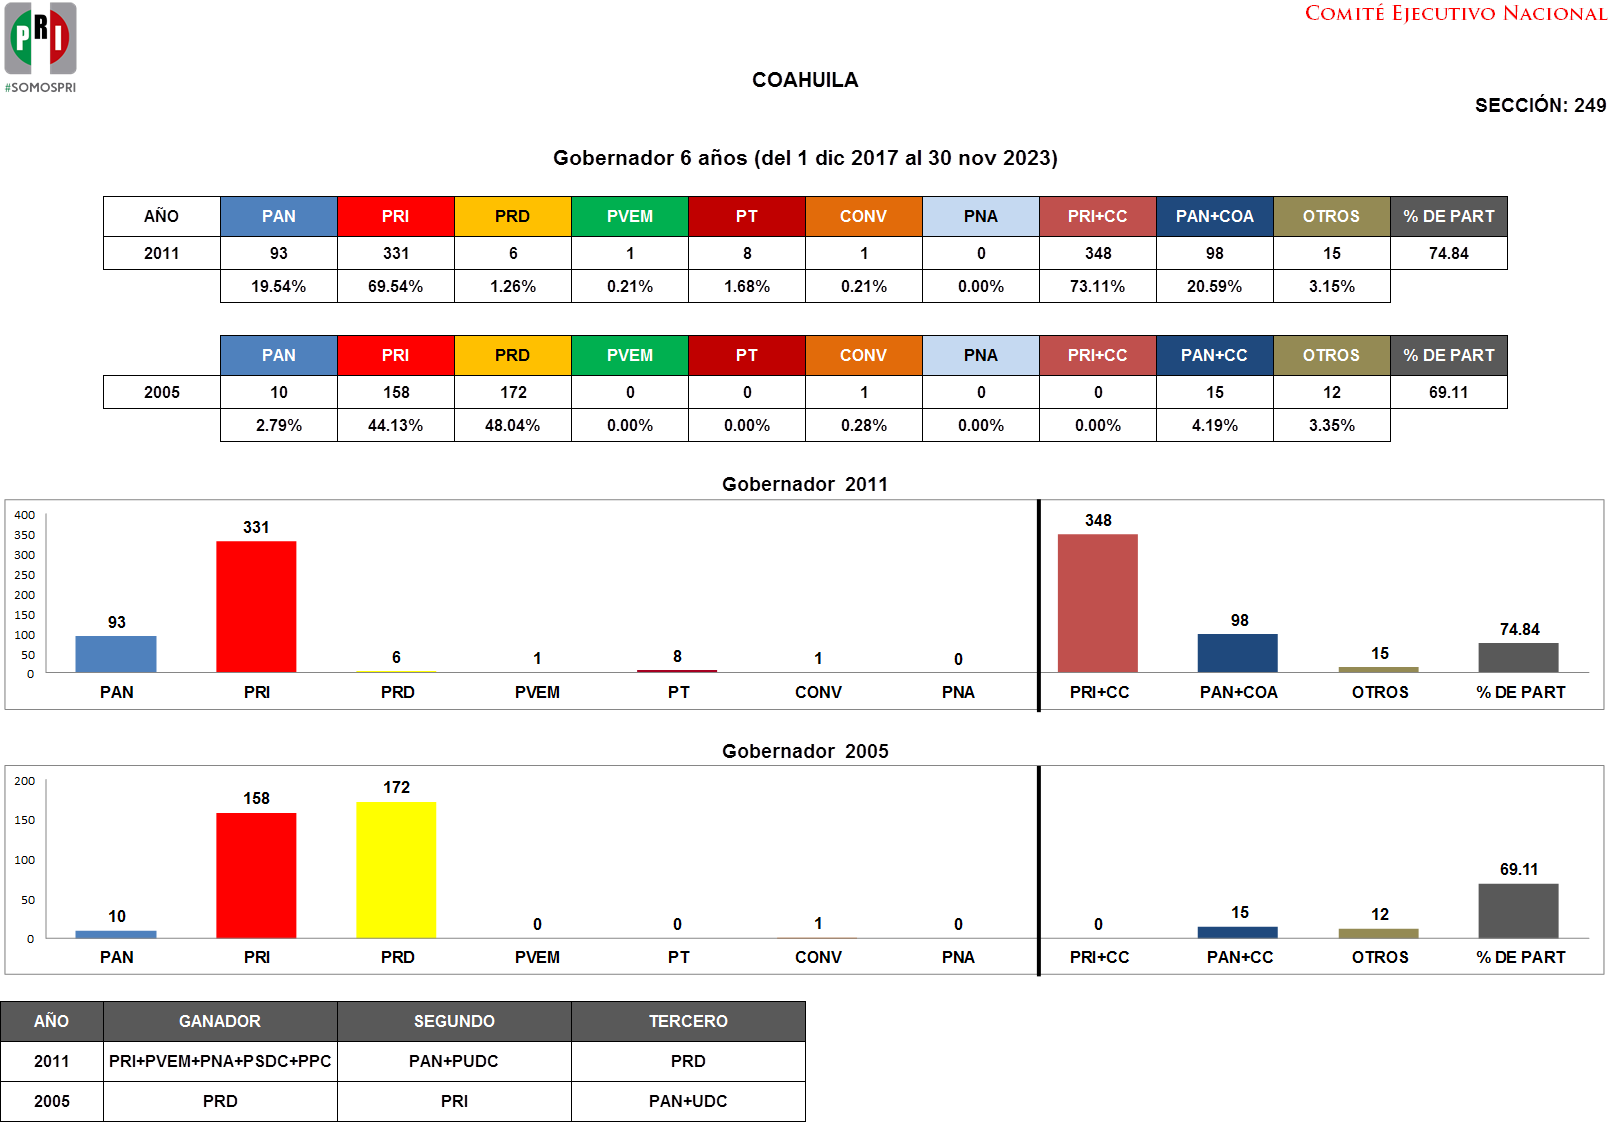 PRI
#SOMOSPRI
COMITÉ EJECUTIVO NACIONAL
COAHUILA
SECCIÓN: 249
Gobernador 6 años (del 1 dic 2017 al 30 nov 2023)
AÑO PAN PRI PRD PVEM PT CONV PNA PRI+CC PAN+COA OTROS % DE PART
2011 93 331 6 1 8 1 0 348 98 15 74.84
19.54% 69.54% 1.26% 0.21% 1.68% 0.21% 0.00% 73.11% 20.59% 3.15%
PAN PRI PRD PVEM PT CONV PNA PRI+CC PAN+CC OTROS % DE PART
2005 10 158 172 0 0 1 0 0 15 12 69.11
2.79% 44.13% 48.04% 0.00% 0.00% 0.28% 0.00% 0.00% 4.19% 3.35%
Gobernador 2011
400
350
300
250
200
150
100
50
0
93 331 6 1 8 1 0 348 98 15 74.84
PAN PRI PRD PVEM PT CONV PNA PRI+CC PAN+COA OTROS % DE PART
Gobernador 2005
200
150
100
50
0
10 158 172 0 0 1 0 0 15 12 69.11
PAN PRI PRD PVEM PT CONV PNA PRI+CC PAN+CC OTROS % DE PART
AÑO GANADOR SEGUNDO TERCERO
2011 PRI+PVEM+PNA+PSDC+PPC PAN+PUDC PRD
2005 PRD PRI PAN+UDC